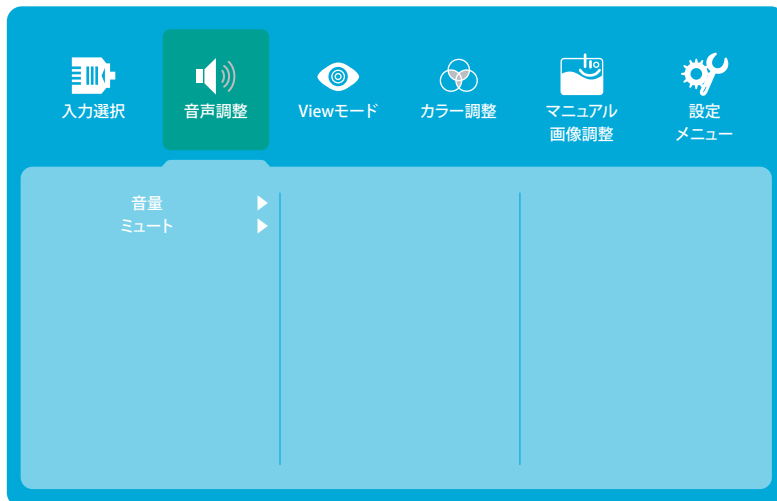 入力選択
音声調整
Viewモード
カラー調整
マニュアル
画像調整
設定
メニュー
音量
ミュート